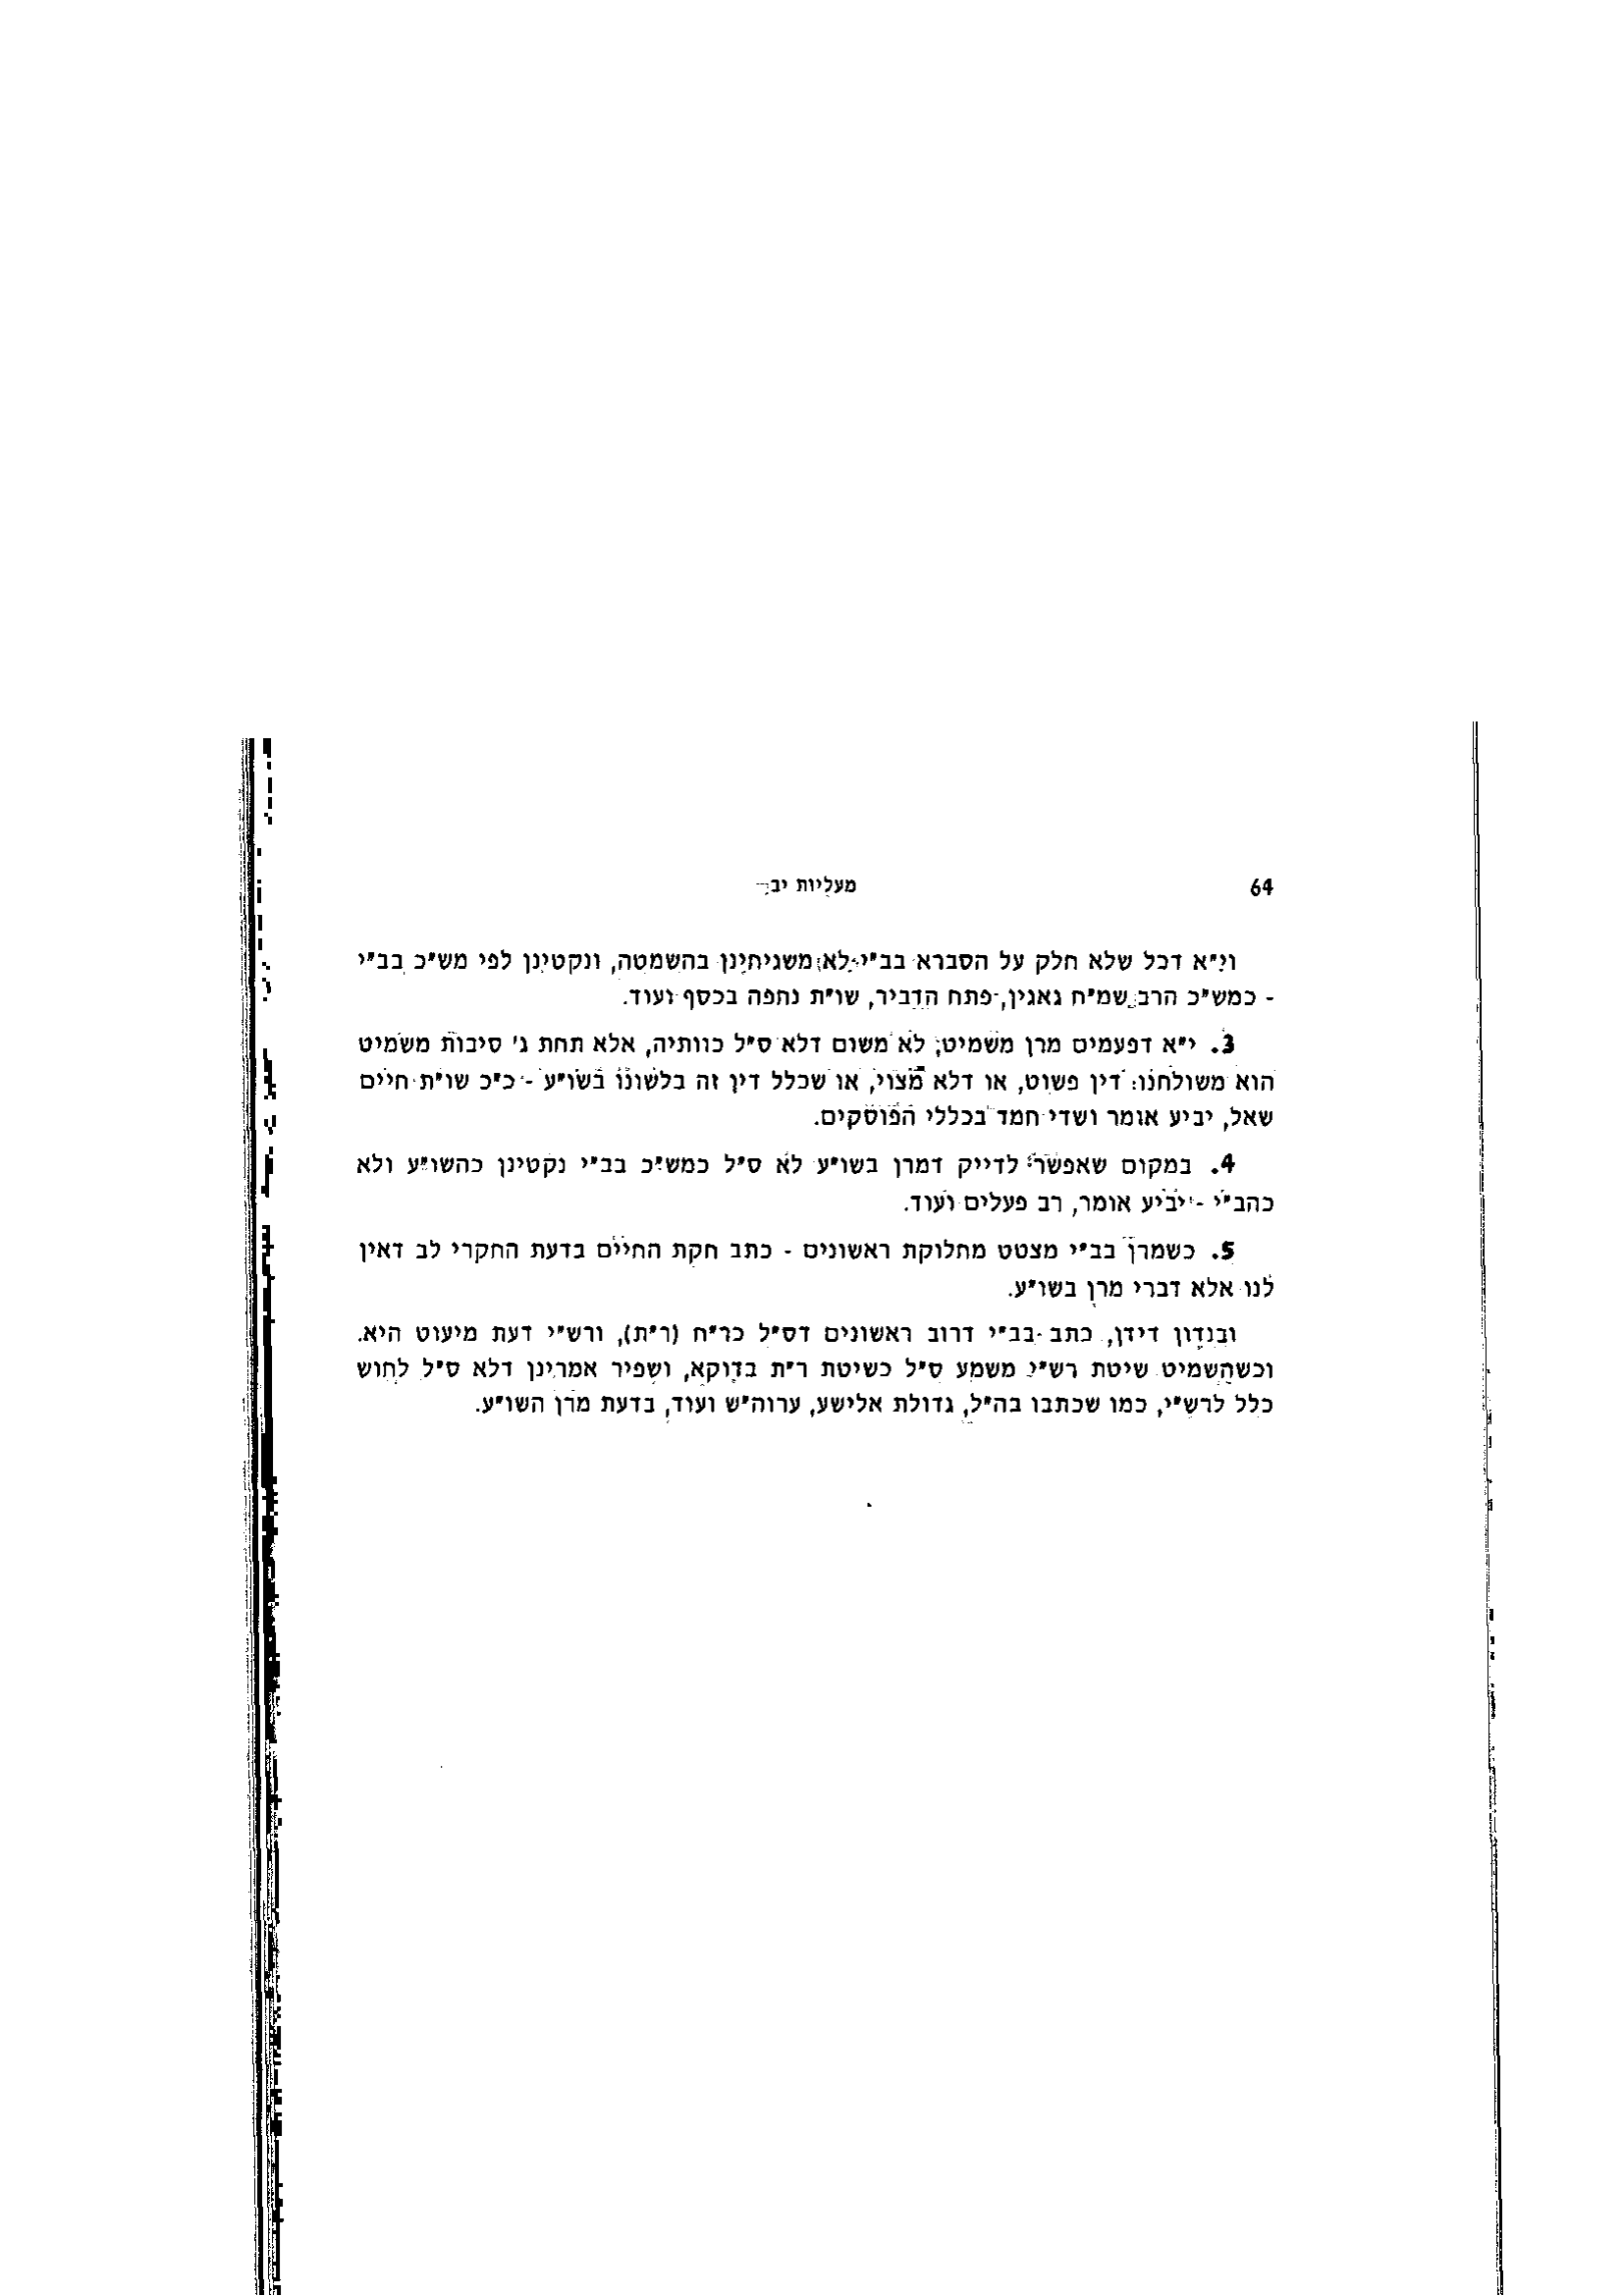 64
מעליות יב
וי"א דכל שלא חלק על הסברא בב"י לא משגיחינן בהשמטה, ונקטינן לפי מש"כ בב"י
- כמש"כ הרב שמ"ח גאגין, פתח הדביר, שו"ת נחפה בכסף ועוד.
3. י"א דפעמים מרן משמיט, לא משום דלא ס"ל כוותיה, אלא תחת ג' סיבות משמיט
הוא משולחנו: דין פשוט, או דלא מצוי, או שכלל דין זה בלשונו בשו"ע - כ"כ שו"ת חיים
שאל, יביע אומר ושדי חמד בכללי הפוסקים.
4. במקום שאפשר לדייק דמרן בשו"ע לא ס"ל כמש"כ בב"י נקטינן כהשו"ע ולא
כהב"י - יביע אומר, רב פעלים ועוד.
5. כשמרן בב"י מצטט מחלוקת ראשונים - כתב חקת החיים בדעת החקרי לב דאין
לנו אלא דברי מרן בשו"ע.
ובנדון דידן, כתב בב"י דרוב ראשונים דס"ל כר"ח (ר"ת), ורש"י דעת מיעוט היא.
וכשהשמיט שיטת רש"י משמע ס"ל כשיטת ר"ת בדוקא, ושפיר אמרינן דלא ס"ל לחוש
כלל לרש"י, כמו שכתבו בה"ל, גדולת אלישע, ערוה"ש ועוד, בדעת מרן השו"ע.